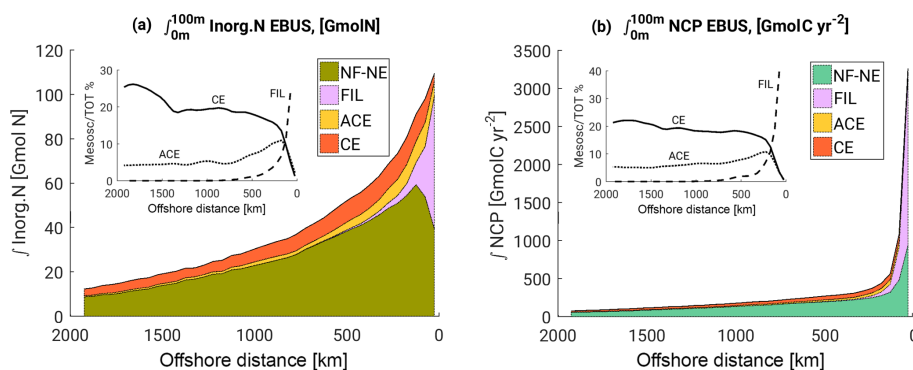 (a) ∫0m100m Inorg.N EBUS, [GmolN]
∫ Inorg.N [Gmol N]
120
100
80
60
40
20
0
2000
1500
1000
500
0
Offshore distance [km]
Mesosc/TOT %
30
20
10
0
2000
1500
1000
500
0
Offshore distance [km]
CE
FIL
ACE
NF-NE
FIL
ACE
CE
(b) ∫0m100m NCP EBUS, [GmolC yr-2]
∫ NCP [GmolC yr-2]
3500
3000
2500
2000
1500
1000
500
0
2000
1500
1000
500
0
Offshore distance [km]
Mesosc/TOT %
40
30
20
10
0
2000
1500
1000
500
0
Offshore distance [km]
FIL
CE
ACE
NF-NE
FIL
ACE
CE